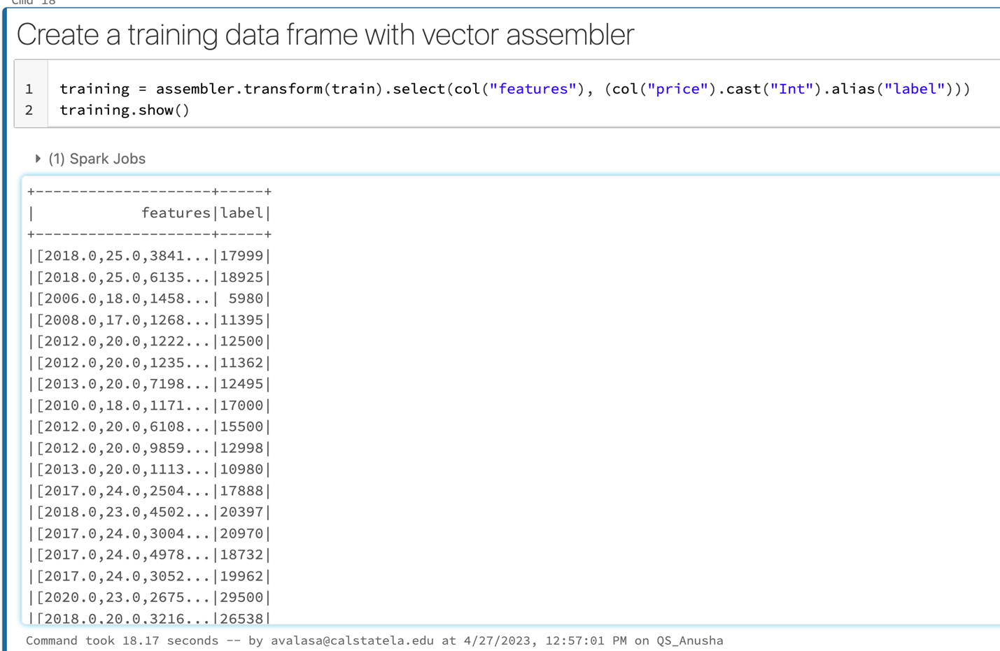 Cmd 18
Create a training data frame with vector assembler
1 training = assembler.transform(train).select(col("features"), (col("price").cast("Int").alias("label")))
2 training.show()
(1) Spark Jobs
+--------------------+-----+
|            features|label|
+--------------------+-----+
|[2018.0,25.0,3841...|17999|
|[2018.0,25.0,6135...|18925|
|[2006.0,18.0,1458...| 5980|
|[2008.0,17.0,1268...|11395|
|[2012.0,20.0,1222...|12500|
|[2012.0,20.0,1235...|11362|
|[2013.0,20.0,7198...|12495|
|[2010.0,18.0,1171...|17000|
|[2012.0,20.0,6108...|15500|
|[2012.0,20.0,9859...|12998|
|[2013.0,20.0,1113...|10980|
|[2017.0,24.0,2504...|17888|
|[2018.0,23.0,4502...|20397|
|[2017.0,24.0,3004...|20970|
|[2017.0,24.0,4978...|18732|
|[2017.0,24.0,3052...|19962|
|[2020.0,23.0,2675...|29500|
|[2018.0,20.0,3216...|26538|
Command took 18.17 seconds -- by avalasa@calstatela.edu at 4/27/2023, 12:57:01 PM on QS_Anusha